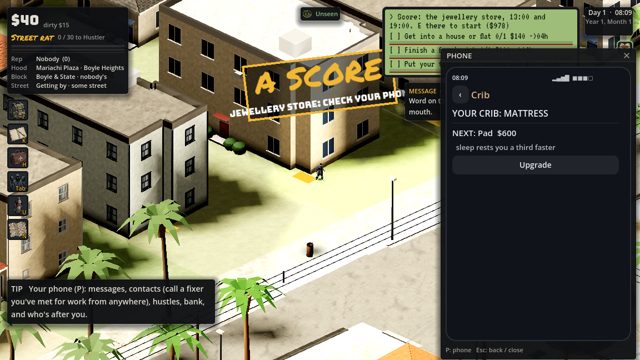 $40 dirty $15
STREET RAT 0 / 30 to Hustler
Rep Nobody (0)
Hood Mariachi Plaza · Boyle Heights
Block Boyle & State · nobody's
Street Getting by · some street
H
Tab
U
Unseen
A SCORE
JEWELLERY STORE: CHECK YOUR PHO
> Score: the jewellery store, 13:00 and
19:00. E there to start ($978)
[ ] Get into a house or flat 0/1 $140
[ ] Finish a
[ ] Put your
Day 1 · 08:09
Year 1, Month 1
MESSAGE
Word on t
mouth.
PHONE
08:09
‹ Crib
YOUR CRIB: MATTRESS
NEXT: Pad $600
sleep rests you a third faster
Upgrade
P: phone Esc: back / close
TIP Your phone (P): messages, contacts (call a fixer
you've met for work from anywhere), hustles, bank,
and who's after you.